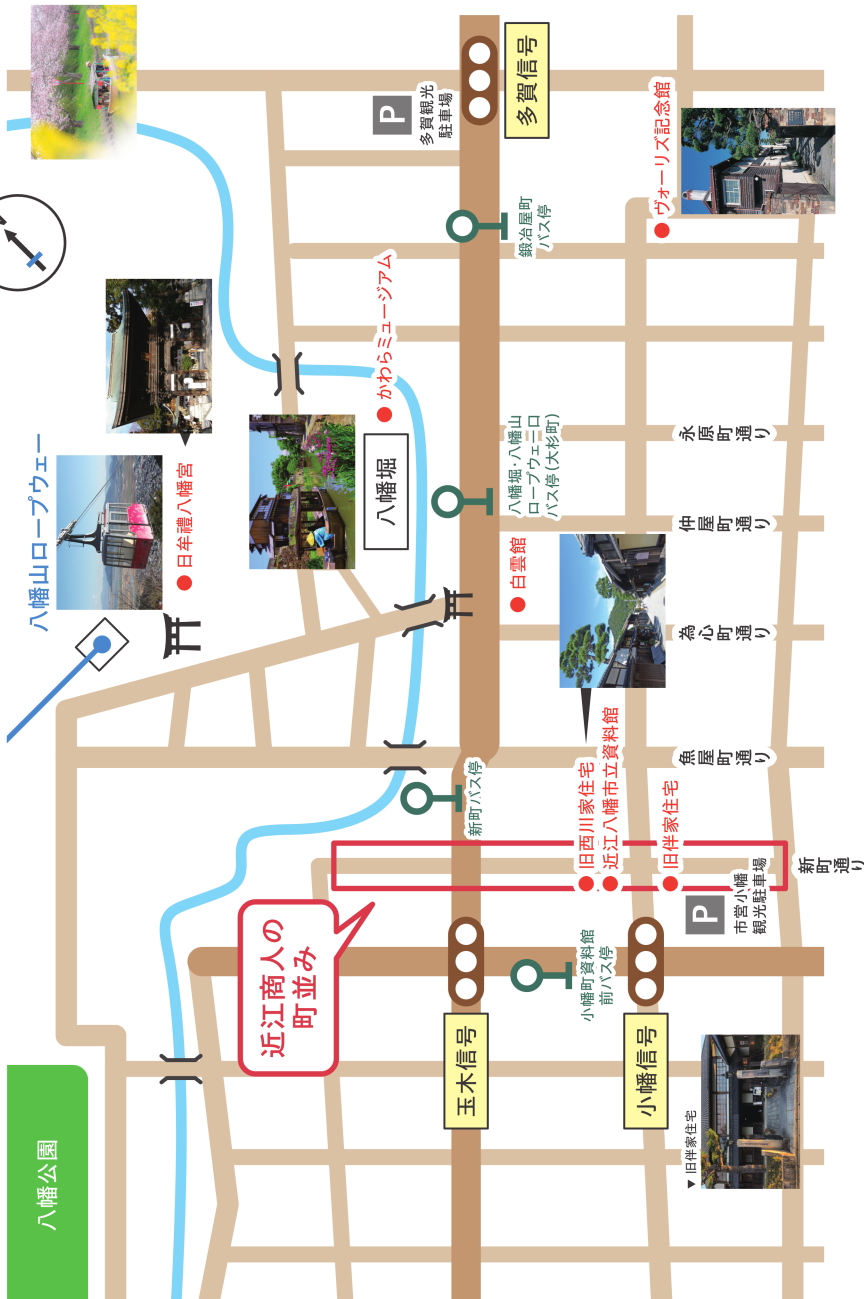 八幡公園
八幡山ロープウェー
日牟禮八幡宮
八幡堀
かわらミュージアム
P
多賀観光
駐車場
多賀信号
近江商人の
町並み
新町バス停
八幡堀・八幡山
ロープウェーロ
バス停(大杉町)
鍛冶屋町
バス停
玉木信号
小幡町資料館
前バス停
白雲館
旧西川家住宅
近江八幡市立資料館
ヴォーリズ記念館
小幡信号
旧伴家住宅
P
市営小幡
観光駐車場
▼ 旧伴家住宅
新町通り
魚屋町通り
為心町通り
仲屋町通り
永原町通り